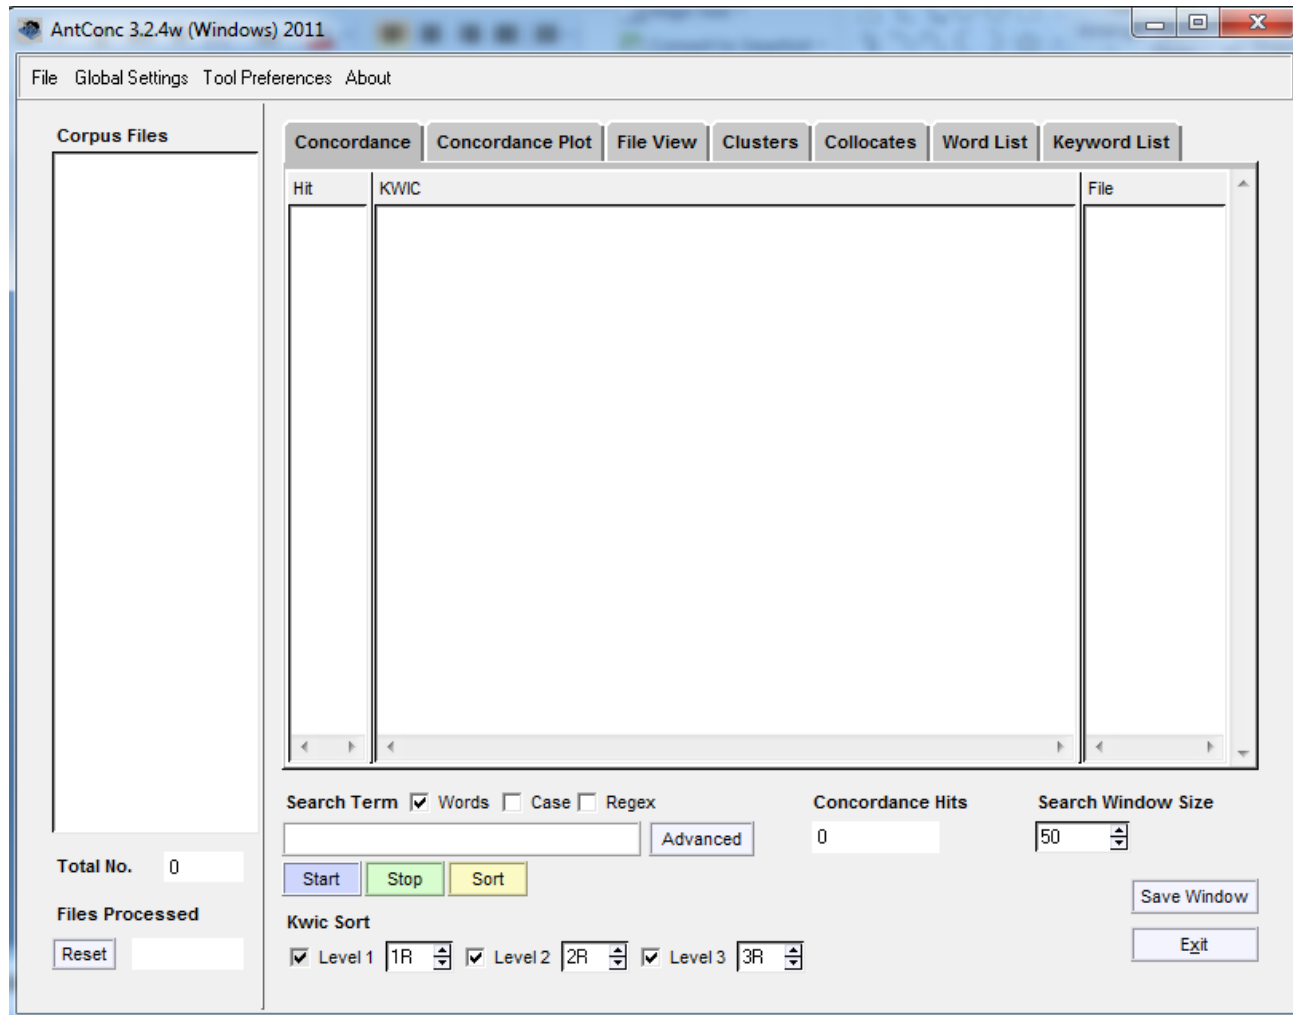 AntConc 3.2.4w (Windows) 2011
File Global Settings Tool Preferences About
Corpus Files
Concordance Concordance Plot File View Clusters Collocates Word List Keyword List
Hit KWIC File
Search Term Words Case Regex Concordance Hits Search Window Size
Advanced 0 50
Total No. 0
Start Stop Sort
Save Window
Files Processed
Kwic Sort
Reset
Level 1 1R Level 2 2R Level 3 3R
Exit